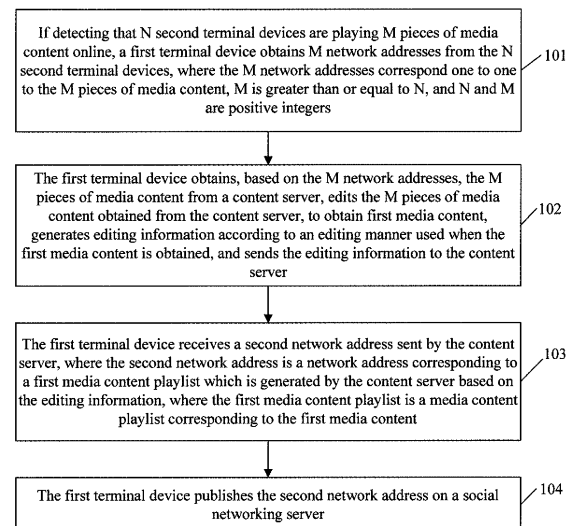 If detecting that N second terminal devices are playing M pieces of media
content online, a first terminal device obtains M network addresses from the N
second terminal devices, where the M network addresses correspond one to one
to the M pieces of media content, M is greater than or equal to N, and N and M
are positive integers
101
The first terminal device obtains, based on the M network addresses, the M
pieces of media content from a content server, edits the M pieces of media
content obtained from the content server, to obtain first media content,
generates editing information according to an editing manner used when the
first media content is obtained, and sends the editing information to the content
server
102
The first terminal device receives a second network address sent by the content
server, where the second network address is a network address corresponding to
a first media content playlist which is generated by the content server based on
the editing information, where the first media content playlist is a media content
playlist corresponding to the first media content
103
The first terminal device publishes the second network address on a social
networking server
104